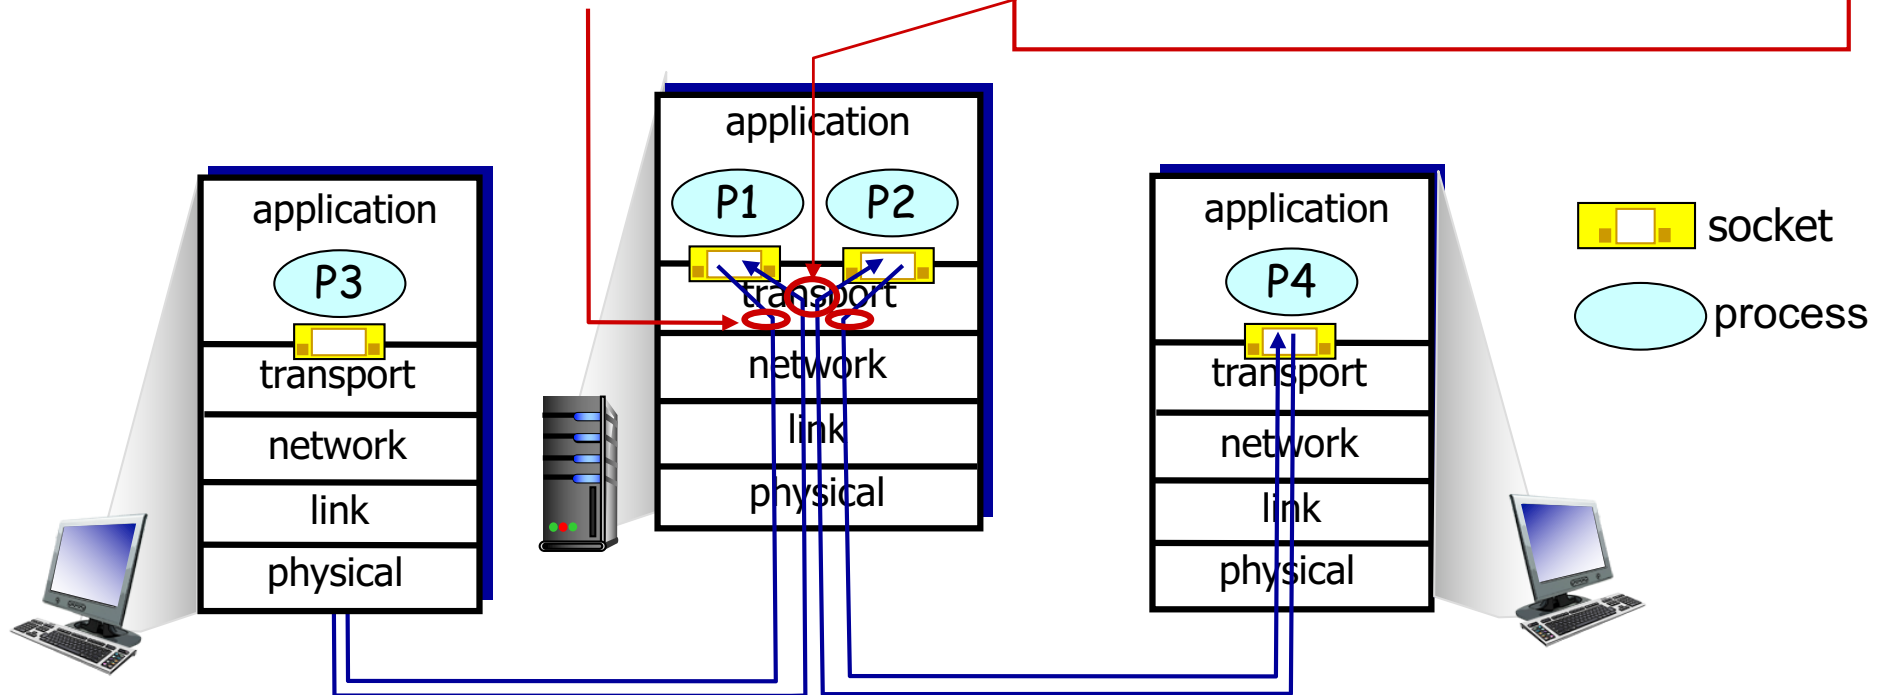 application
P1
P2
transport
network
link
physical
application
P3
transport
network
link
physical
application
P4
transport
network
link
physical
socket
process